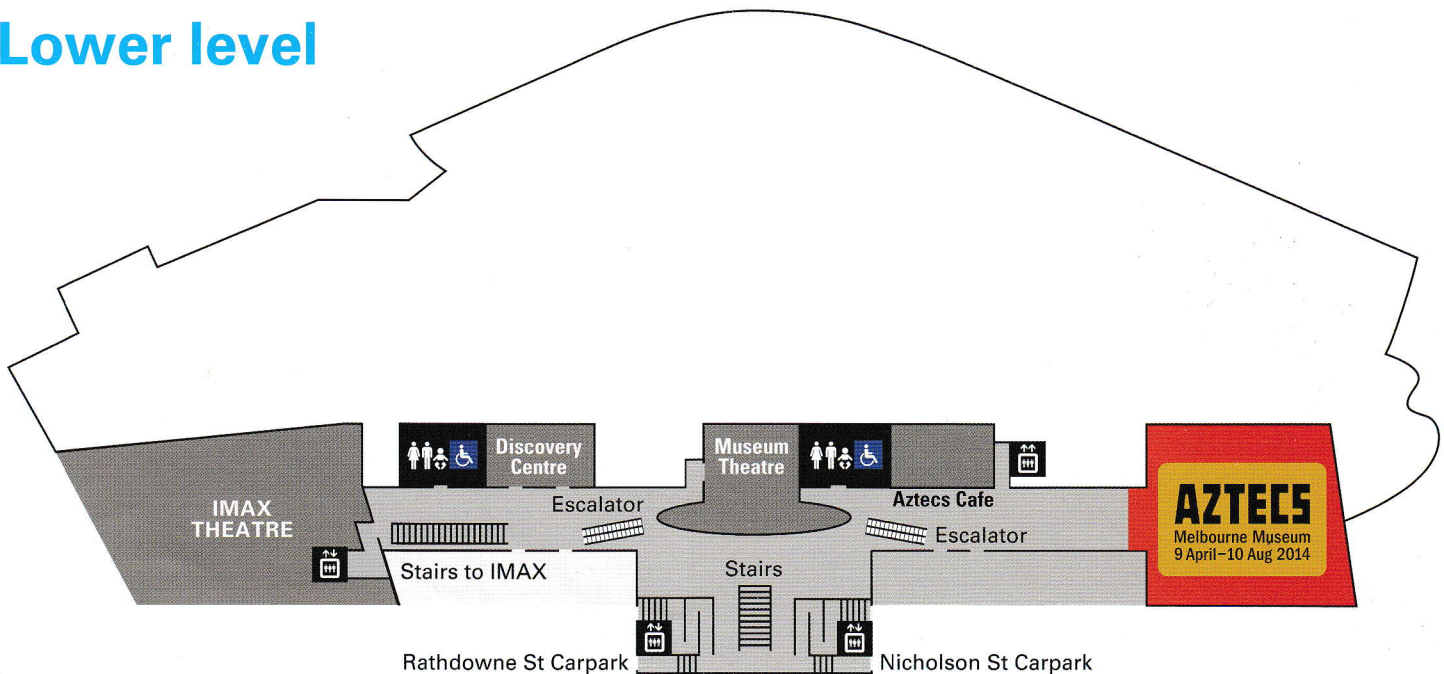 Lower level
Discovery
Centre
Museum
Theatre
IMAX
THEATRE
Escalator
Aztecs Cafe
Escalator
AZTECS
Melbourne Museum
9 April–10 Aug 2014
Stairs to IMAX
Stairs
Rathdowne St Carpark
Nicholson St Carpark